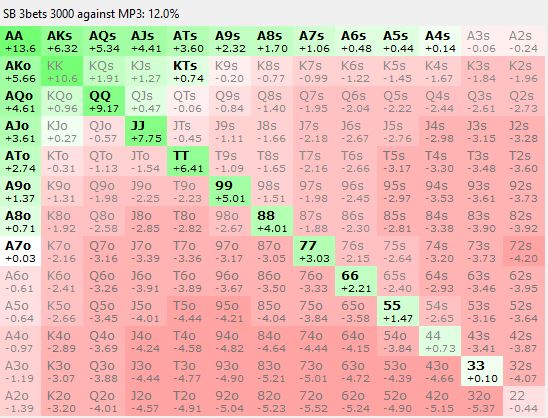 SB 3bets 3000 against MP3: 12.0%
AA AKs AQs AJs ATs A9s A8s A7s A6s A5s A4s A3s A2s
+13.6 +6.32 +5.34 +4.41 +3.60 +2.32 +1.70 +1.06 +0.48 +0.44 +0.14 -0.06 -0.24
AKo KK KQs KJs KTs K9s K8s K7s K6s K5s K4s K3s K2s
+5.66 +10.6 +1.91 +1.27 +0.74 -0.20 -0.77 -0.99 -1.22 -1.45 -1.67 -1.84 -1.96
AQo KQo QQ QJs QTs Q9s Q8s Q7s Q6s Q5s Q4s Q3s Q2s
+4.61 +0.96 +9.17 +0.47 -0.06 -0.84 -1.40 -1.95 -2.04 -2.22 -2.44 -2.61 -2.73
AJo KJo QJo JJ JTs J9s J8s J7s J6s J5s J4s J3s J2s
+3.61 +0.27 -0.57 +7.75 -0.45 -1.11 -1.66 -2.18 -2.67 -2.76 -2.98 -3.15 -3.28
ATo KTo QTo JTo TT T9s T8s T7s T6s T5s T4s T3s T2s
+2.74 -0.31 -1.13 -1.54 +6.41 -1.09 -1.65 -2.16 -2.66 -3.17 -3.30 -3.48 -3.60
A9o K9o Q9o J9o T9o 99 98s 97s 96s 95s 94s 93s 92s
+1.37 -1.31 -1.98 -2.25 -2.23 +5.01 -1.51 -1.98 -2.45 -2.97 -3.53 -3.61 -3.73
A8o K8o Q8o J8o T8o 98o 88 87s 86s 85s 84s 83s 82s
+0.71 -1.92 -2.58 -2.85 -2.82 -2.67 +4.01 -1.88 -2.30 -2.81 -3.38 -3.90 -3.92
A7o K7o Q7o J7o T7o 97o 87o 77 76s 75s 74s 73s 72s
+0.03 -2.16 -3.16 -3.39 -3.36 -3.17 -3.05 +3.03 -2.15 -2.64 -3.20 -3.73 -4.20
A6o K6o Q6o J6o T6o 96o 86o 76o 66 65s 64s 63s 62s
-0.61 -2.41 -3.26 -3.91 -3.89 -3.67 -3.50 -3.33 +2.21 -2.40 -2.93 -3.46 -3.95
A5o K5o Q5o J5o T5o 95o 85o 75o 65o 55 54s 53s 52s
-0.64 -2.66 -3.45 -4.01 -4.44 -4.21 -4.04 -3.84 -3.58 +1.47 -2.65 -3.16 -3.64
A4o K4o Q4o J4o T4o 94o 84o 74o 64o 54o 44 43s 42s
-0.97 -2.89 -3.69 -4.24 -4.58 -4.82 -4.64 -4.44 -4.15 -3.84 +0.73 -3.41 -3.87
A3o K3o Q3o J3o T3o 93o 83o 73o 63o 53o 43o 33 32s
-1.19 -3.07 -3.88 -4.44 -4.77 -4.90 -5.21 -5.01 -4.72 -4.39 -4.66 +0.10 -4.07
A2o K2o Q2o J2o T2o 92o 82o 72o 62o 52o 42o 32o 22
-1.39 -3.20 -4.01 -4.57 -4.91 -5.04 -5.23 -5.52 -5.24 -4.90 -5.15 -5.38 -0.44